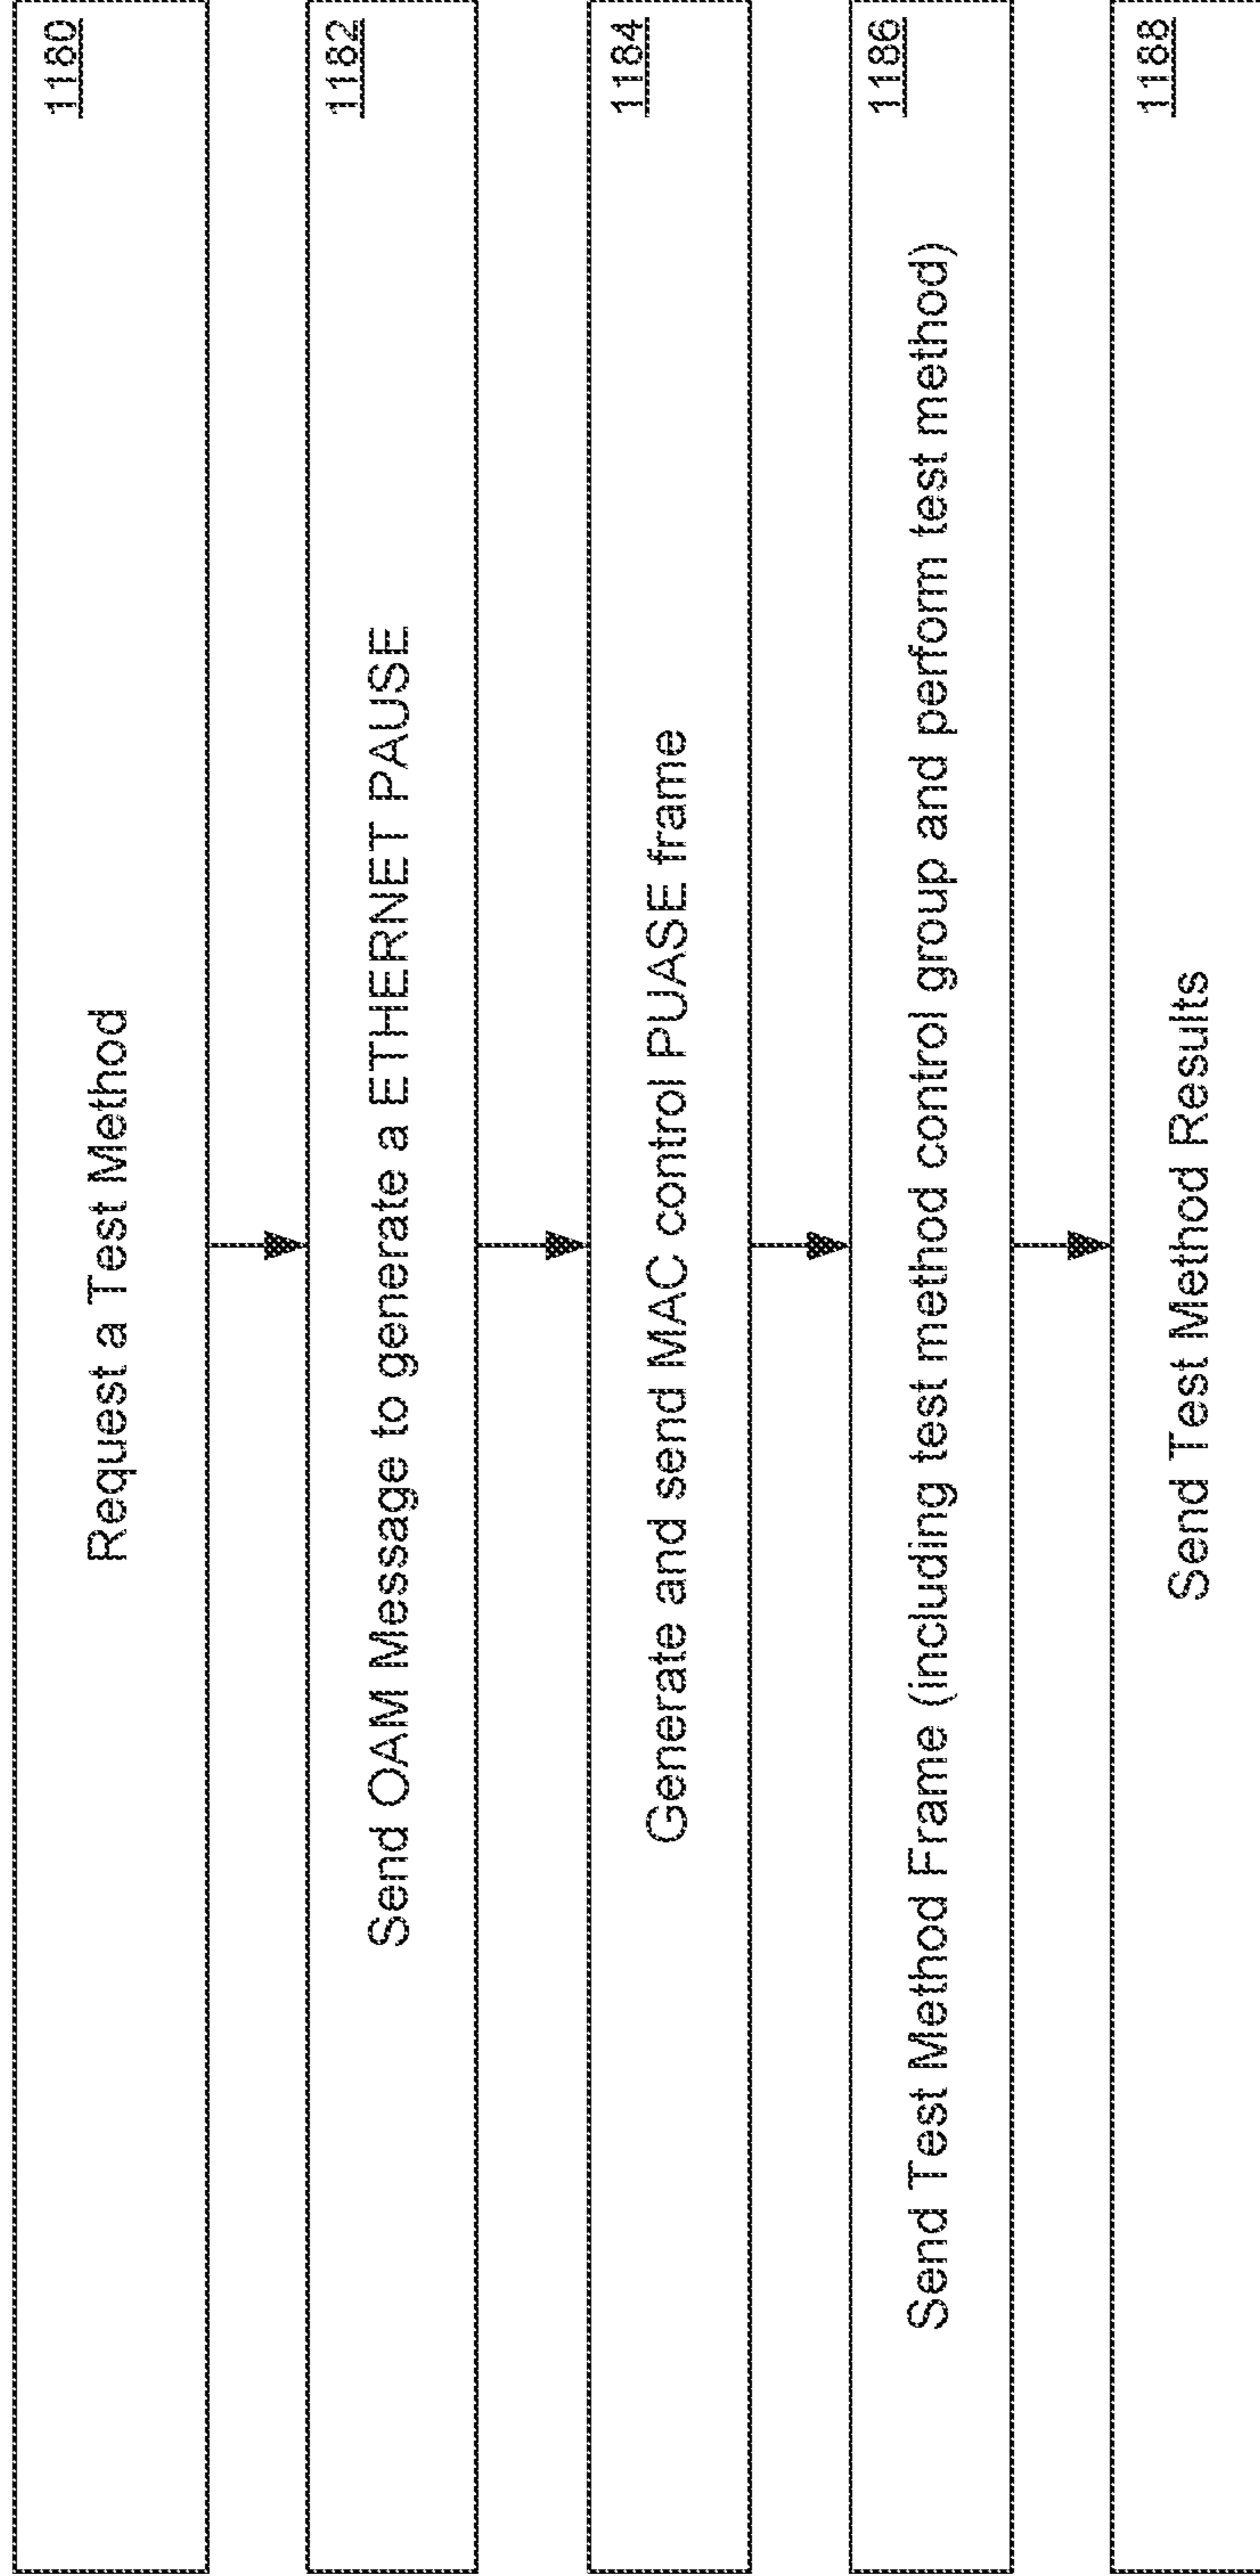 1180
Request a Test Method
1182
Send OAM Message to generate a ETHERNET PAUSE
1184
Generate and send MAC control PUASE frame
1186
Send Test Method Frame (including test method control group and perform test method)
1188
Send Test Method Results